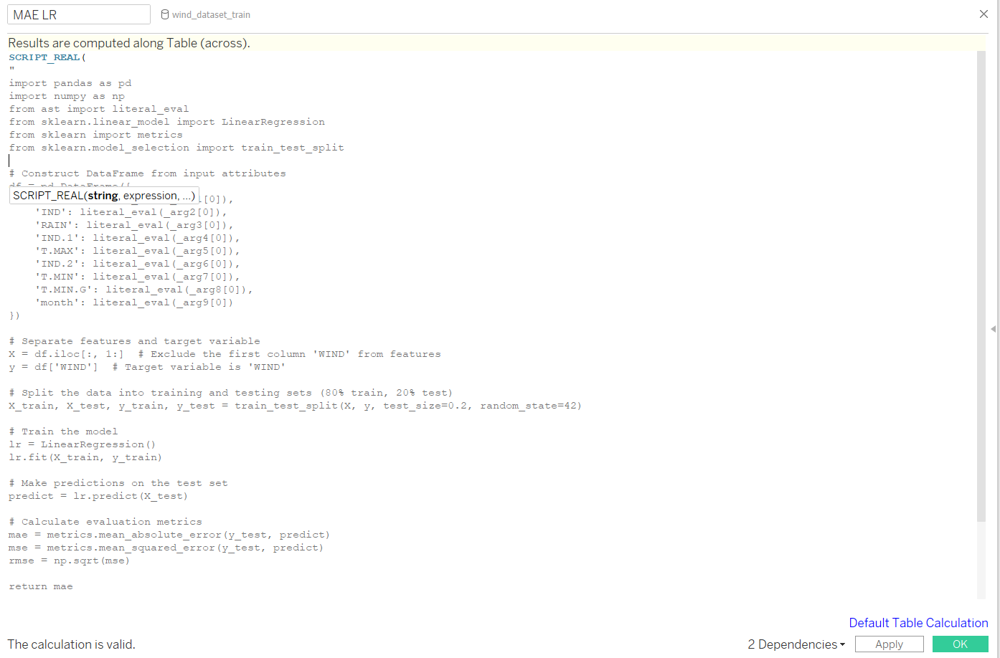 MAE LR
wind_dataset_train
Results are computed along Table (across).
SCRIPT_REAL(
"
import pandas as pd
import numpy as np
from ast import literal_eval
from sklearn.linear_model import LinearRegression
from sklearn import metrics
from sklearn.model_selection import train_test_split
# Construct DataFrame from input attributes
df = pd.DataFrame({
SCRIPT_REAL(string, expression, ...)
[0]),
'IND': literal_eval(_arg2[0]),
'RAIN': literal_eval(_arg3[0]),
'IND.1': literal_eval(_arg4[0]),
'T.MAX': literal_eval(_arg5[0]),
'IND.2': literal_eval(_arg6[0]),
'T.MIN': literal_eval(_arg7[0]),
'T.MIN.G': literal_eval(_arg8[0]),
'month': literal_eval(_arg9[0])
})
# Separate features and target variable
X = df.iloc[:, 1:]  # Exclude the first column 'WIND' from features
y = df['WIND']  # Target variable is 'WIND'
# Split the data into training and testing sets (80% train, 20% test)
X_train, X_test, y_train, y_test = train_test_split(X, y, test_size=0.2, random_state=42)
# Train the model
lr = LinearRegression()
lr.fit(X_train, y_train)
# Make predictions on the test set
predict = lr.predict(X_test)
# Calculate evaluation metrics
mae = metrics.mean_absolute_error(y_test, predict)
mse = metrics.mean_squared_error(y_test, predict)
rmse = np.sqrt(mse)
return mae
Default Table Calculation
The calculation is valid.
2 Dependencies
Apply
OK